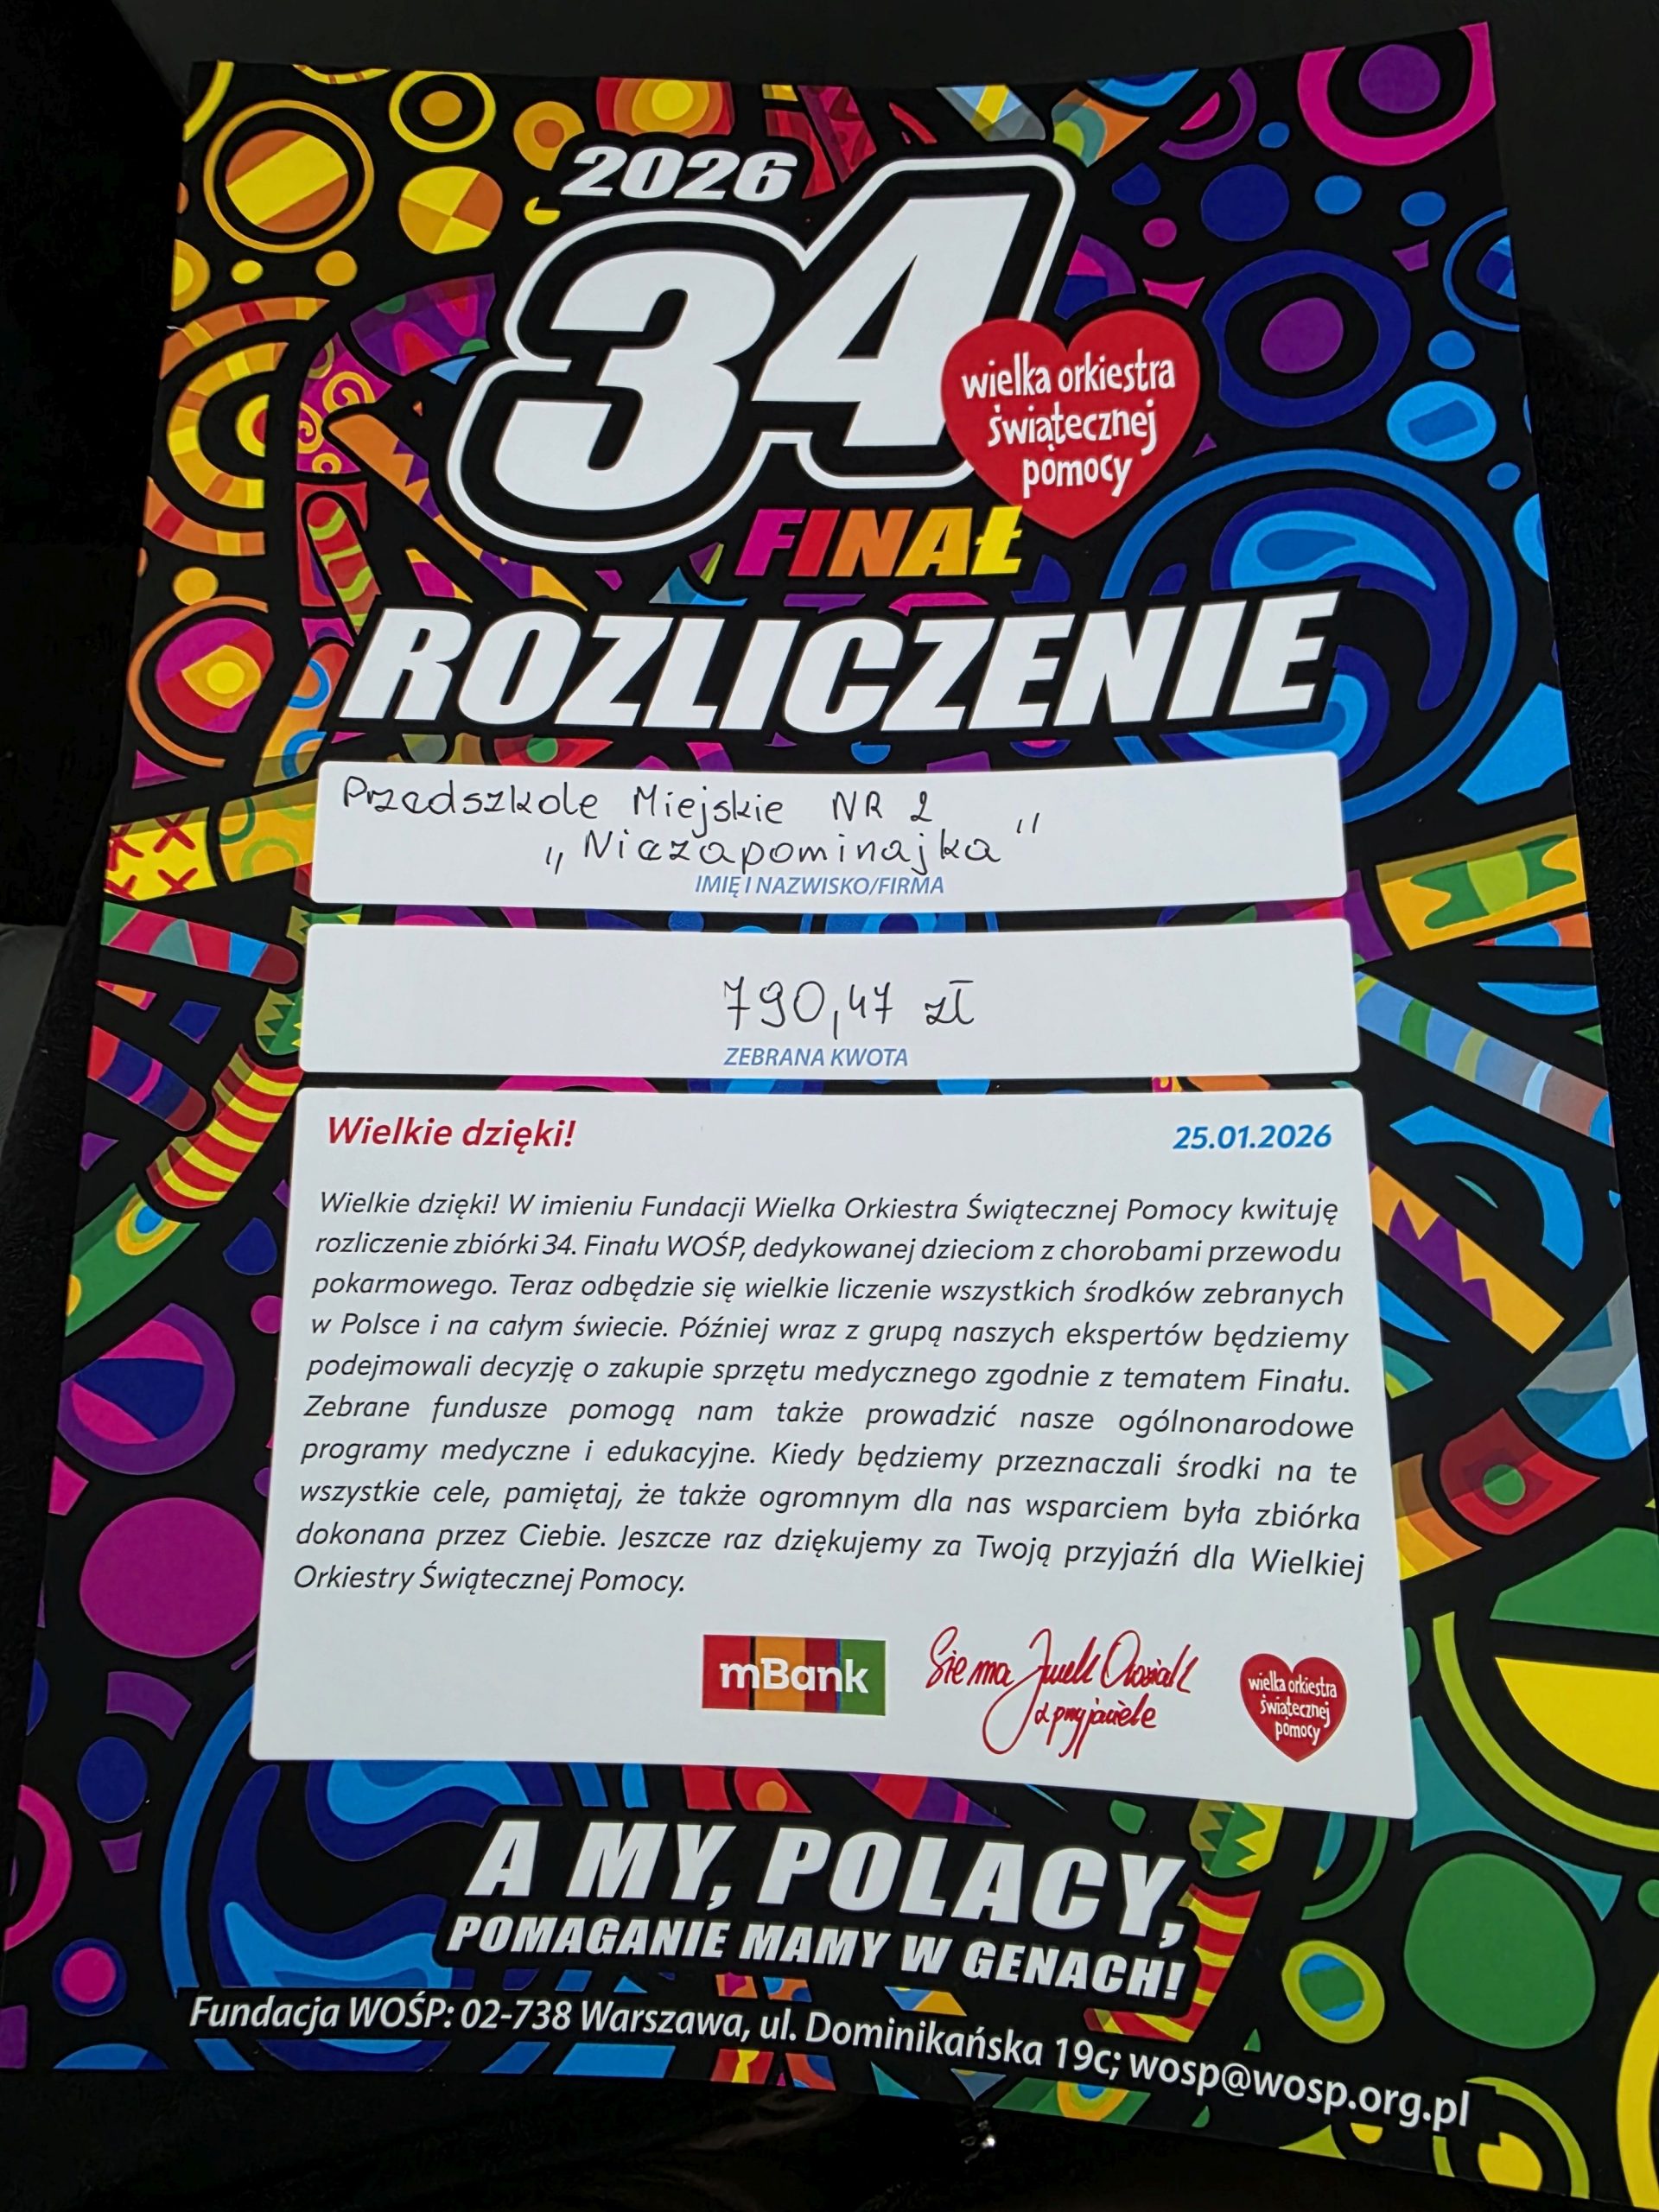 2026
34
wielka orkiestra
świątecznej
pomocy
FINAŁ
ROZLICZENIE
Przedszkole Miejskie NR 2
„Niezapominajka"
IMIĘ I NAZWISKO/FIRMA
790,47 zł
ZEBRANA KWOTA
Wielkie dzięki! 25.01.2026
Wielkie dzięki! W imieniu Fundacji Wielka Orkiestra Świątecznej Pomocy kwituję
rozliczenie zbiórki 34. Finału WOŚP, dedykowanej dzieciom z chorobami przewodu
pokarmowego. Teraz odbędzie się wielkie liczenie wszystkich środków zebranych
w Polsce i na całym świecie. Później wraz z grupą naszych ekspertów będziemy
podejmowali decyzję o zakupie sprzętu medycznego zgodnie z tematem Finału.
Zebrane fundusze pomogą nam także prowadzić nasze ogólnonarodowe
programy medyczne i edukacyjne. Kiedy będziemy przeznaczali środki na te
wszystkie cele, pamiętaj, że także ogromnym dla nas wsparciem była zbiórka
dokonana przez Ciebie. Jeszcze raz dziękujemy za Twoją przyjaźń dla Wielkiej
Orkiestry Świątecznej Pomocy.
mBank
Sie ma Jurek Owsiak
z przyjaciele
wielka orkiestra
świątecznej
pomocy
A MY, POLACY,
POMAGANIE MAMY W GENACH!
Fundacja WOŚP: 02-738 Warszawa, ul. Dominikańska 19c; wosp@wosp.org.pl